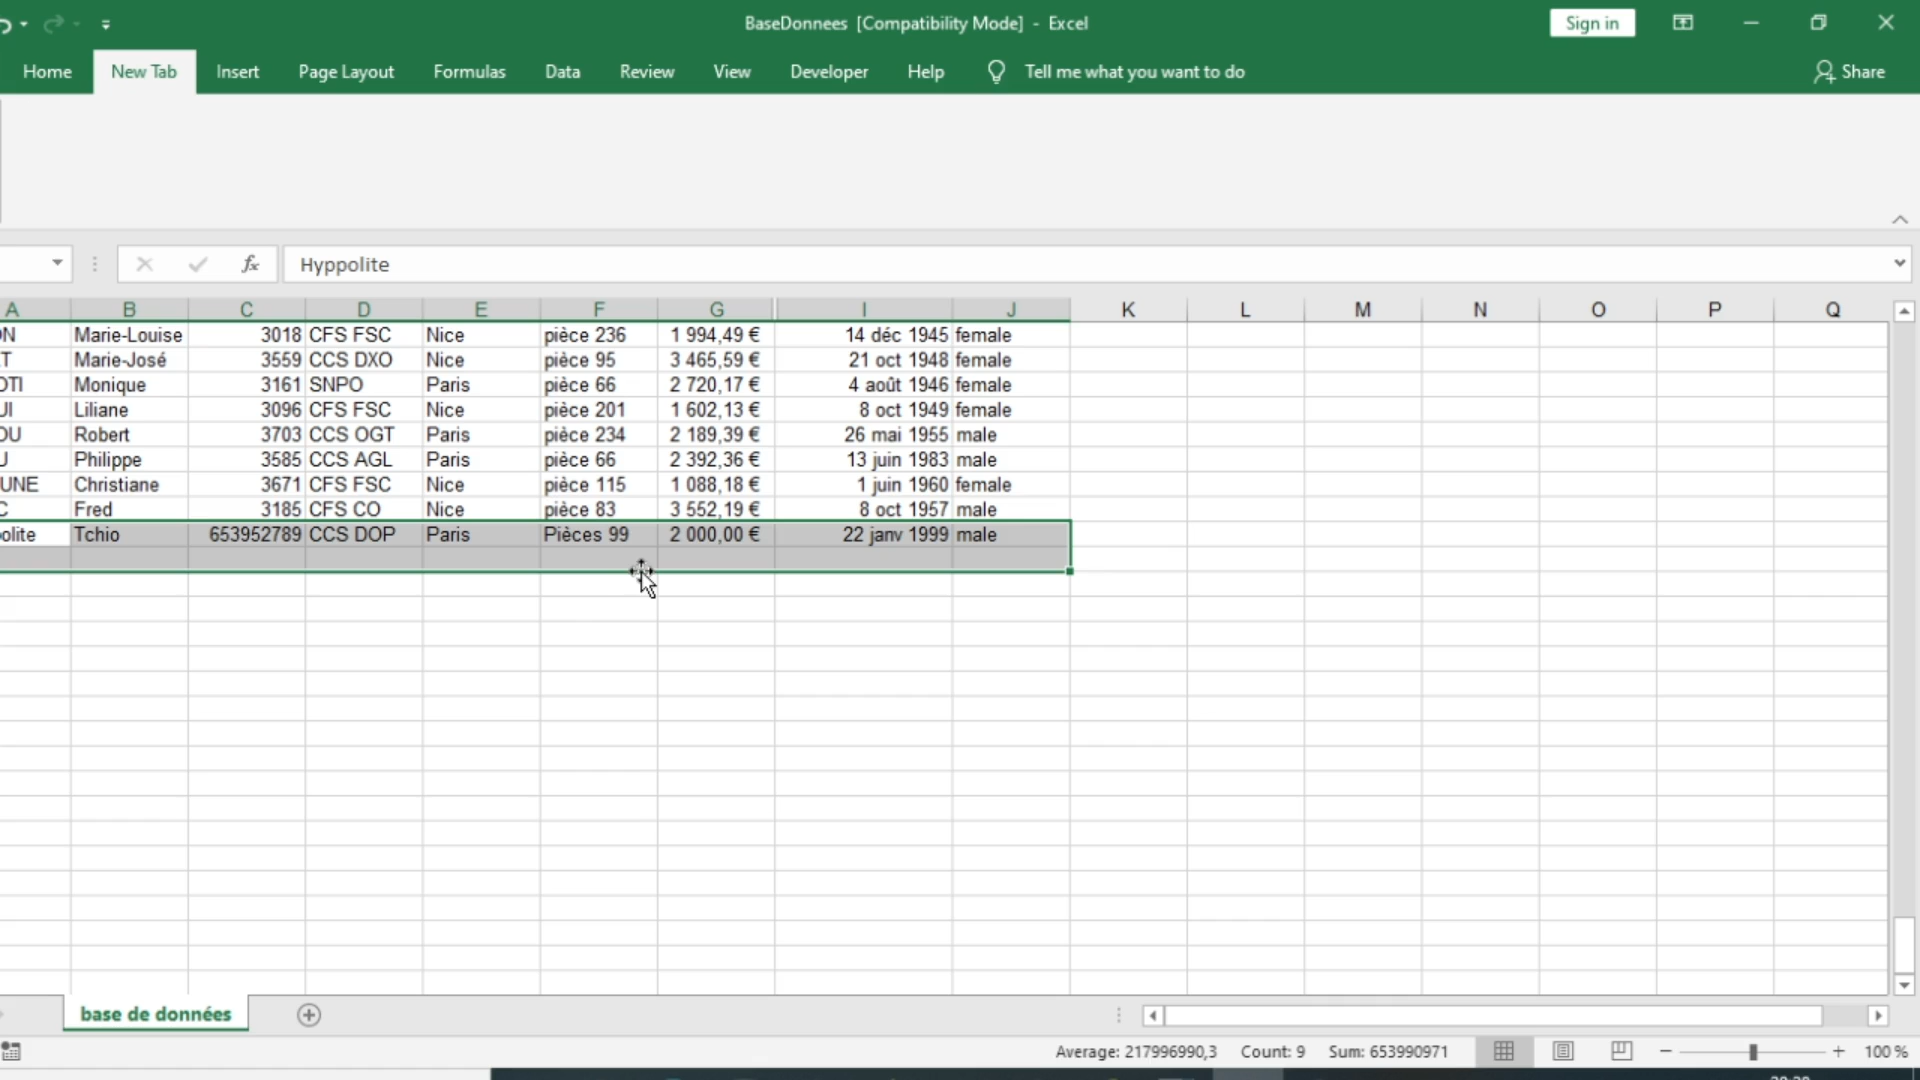 BaseDonnees [Compatibility Mode] - Excel
Sign in
Home New Tab Insert Page Layout Formulas Data Review View Developer Help Tell me what you want to do Share
fx Hyppolite
A B C D E F G I J K L M N O P Q
ON Marie-Louise 3018 CFS FSC Nice pièce 236 1 994,49 € 14 déc 1945 female
ET Marie-José 3559 CCS DXO Nice pièce 95 3 465,59 € 21 oct 1948 female
OTI Monique 3161 SNPO Paris pièce 66 2 720,17 € 4 août 1946 female
UI Liliane 3096 CFS FSC Nice pièce 201 1 602,13 € 8 oct 1949 female
OU Robert 3703 CCS OGT Paris pièce 234 2 189,39 € 26 mai 1955 male
U Philippe 3585 CCS AGL Paris pièce 66 2 392,36 € 13 juin 1983 male
UNE Christiane 3671 CFS FSC Nice pièce 115 1 088,18 € 1 juin 1960 female
C Fred 3185 CFS CO Nice pièce 83 3 552,19 € 8 oct 1957 male
olite Tchio 653952789 CCS DOP Paris Pièces 99 2 000,00 € 22 janv 1999 male
base de données
Average: 217996990,3 Count: 9 Sum: 653990971 100 %